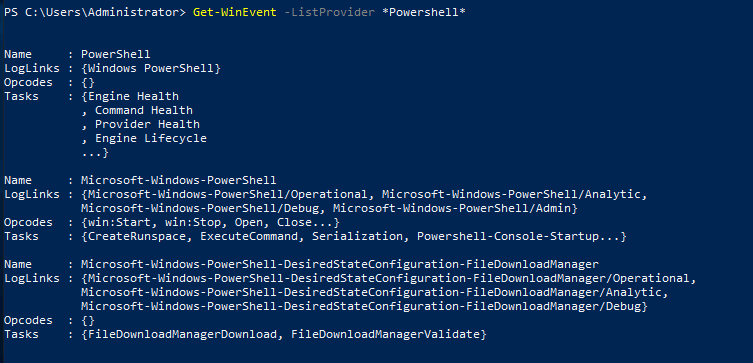 PS C:\Users\Administrator> Get-WinEvent -ListProvider *Powershell*
Name     : PowerShell
LogLinks : {Windows PowerShell}
Opcodes  : {}
Tasks    : {Engine Health
           , Command Health
           , Provider Health
           , Engine Lifecycle
           ...}
Name     : Microsoft-Windows-PowerShell
LogLinks : {Microsoft-Windows-PowerShell/Operational, Microsoft-Windows-PowerShell/Analytic,
           Microsoft-Windows-PowerShell/Debug, Microsoft-Windows-PowerShell/Admin}
Opcodes  : {win:Start, win:Stop, Open, Close...}
Tasks    : {CreateRunspace, ExecuteCommand, Serialization, Powershell-Console-Startup...}
Name     : Microsoft-Windows-PowerShell-DesiredStateConfiguration-FileDownloadManager
LogLinks : {Microsoft-Windows-PowerShell-DesiredStateConfiguration-FileDownloadManager/Operational,
           Microsoft-Windows-PowerShell-DesiredStateConfiguration-FileDownloadManager/Analytic,
           Microsoft-Windows-PowerShell-DesiredStateConfiguration-FileDownloadManager/Debug}
Opcodes  : {}
Tasks    : {FileDownloadManagerDownload, FileDownloadManagerValidate}